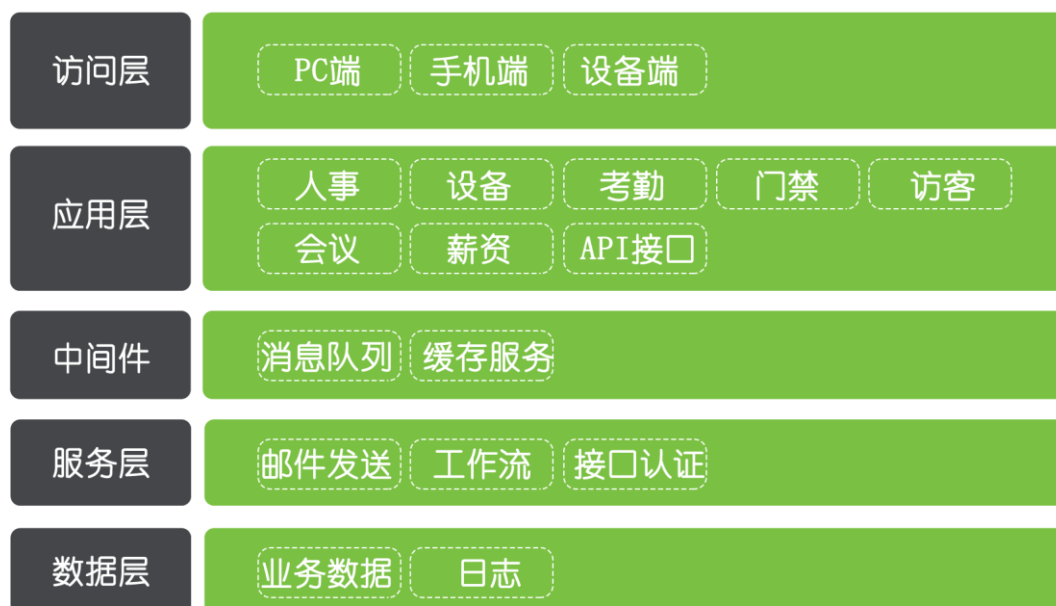 访问层
PC端 手机端 设备端
应用层
人事 设备 考勤 门禁 访客
会议 薪资 API接口
中间件
消息队列 缓存服务
服务层
邮件发送 工作流 接口认证
数据层
业务数据 日志